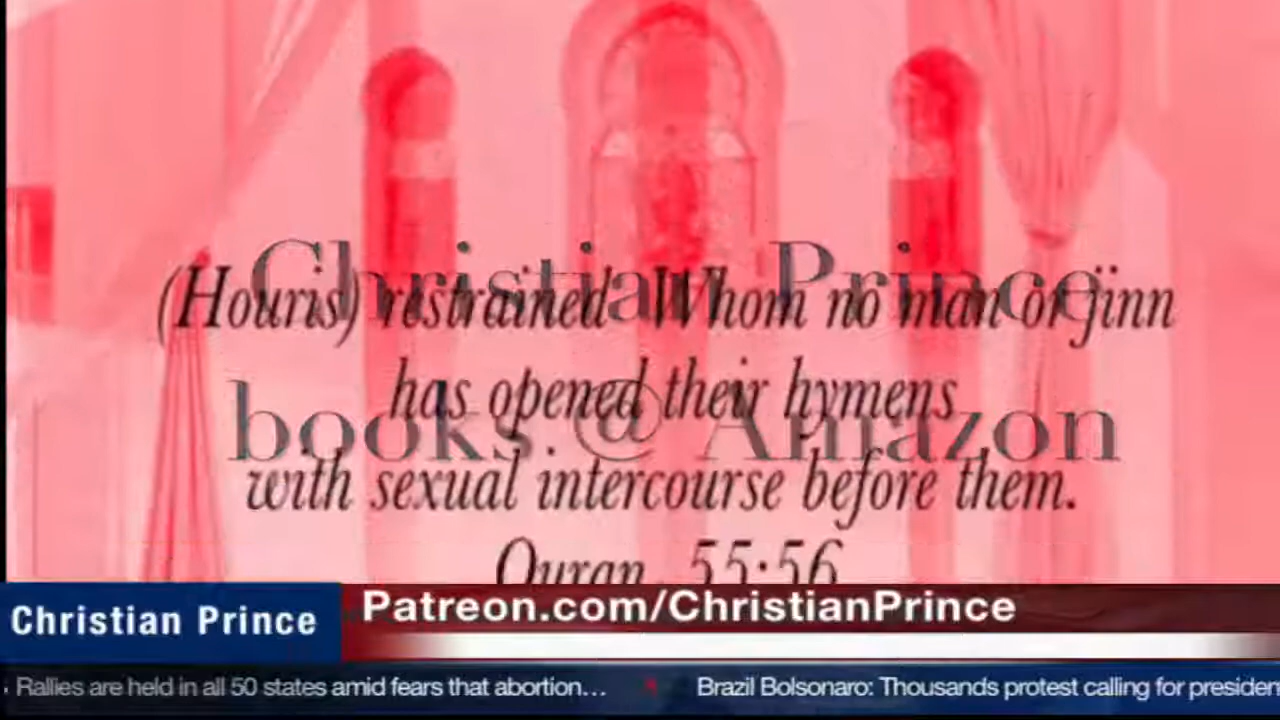 Christian Prince
(Houris) restrained Whom no man or jinn
has opened their hymens
books @ Amazon
with sexual intercourse before them.
Quran 55:56
Patreon.com/ChristianPrince
Christian Prince
Rallies are held in all 50 states amid fears that abortion… Brazil Bolsonaro: Thousands protest calling for presiden